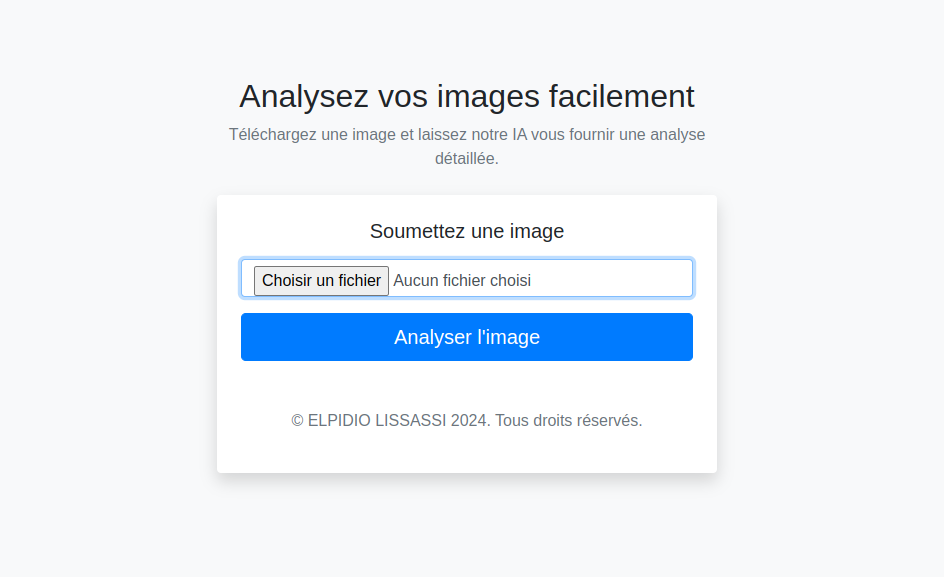 Analysez vos images facilement
Téléchargez une image et laissez notre IA vous fournir une analyse
détaillée.
Soumettez une image
Choisir un fichier Aucun fichier choisi
Analyser l'image
© ELPIDIO LISSASSI 2024. Tous droits réservés.